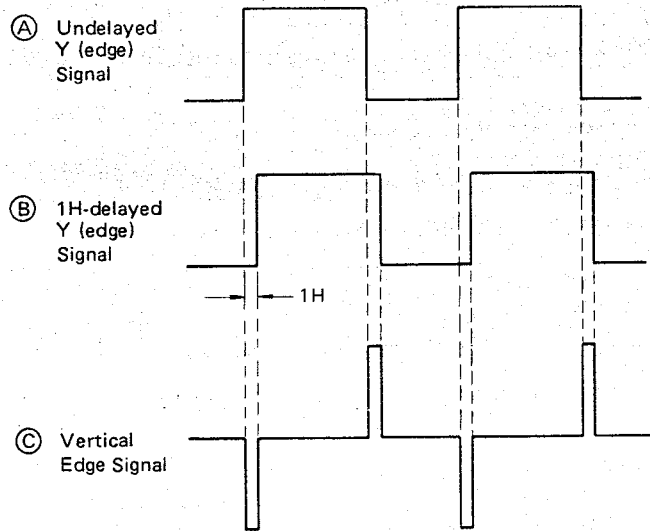 Ⓐ Undelayed
Y (edge)
Signal
Ⓑ 1H-delayed
Y (edge)
Signal
1H
Ⓒ Vertical
Edge Signal